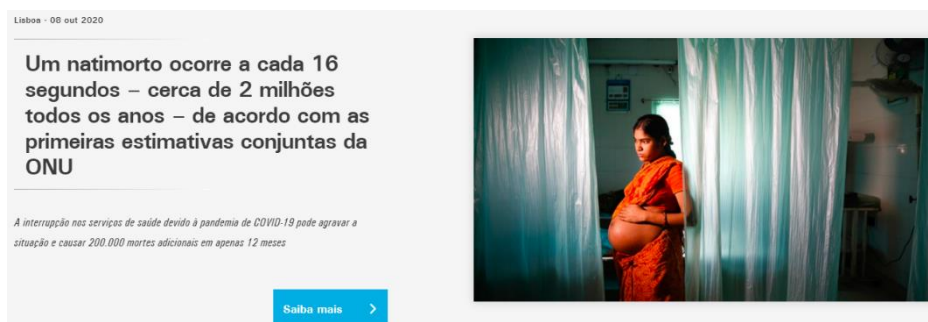 Lisboa - 08 out 2020
Um natimorto ocorre a cada 16
segundos – cerca de 2 milhões
todos os anos – de acordo com as
primeiras estimativas conjuntas da
ONU
A interrupção nos serviços de saúde devido à pandemia de COVID-19 pode agravar a
situação e causar 200.000 mortes adicionais em apenas 12 meses
Saiba mais